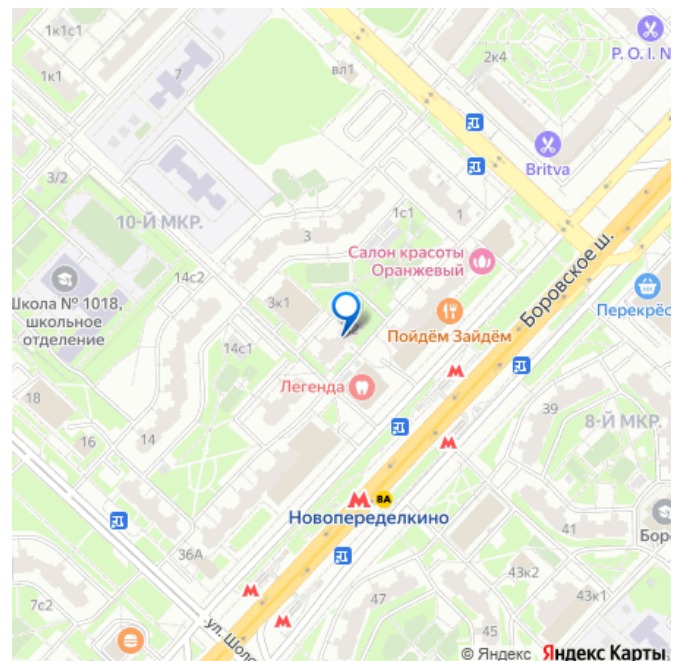 1к1с1
1к1
7
вл1
2к4
P. O. I. N
Britva
3/2
10-Й МКР.
1с1
1
3
Салон красоты
Оранжевый
Боровское ш.
14с2
Школа № 1018,
школьное
отделение
3к1
Пойдём Зайдём
Перекрёс
14с1
Легенда
18
16
14
39
8-Й МКР.
8А
Новопеределкино
36А
41
Бор
43к2
43к1
7с2
47
45
ул. Шоло
© Яндекс Яндекс Карты